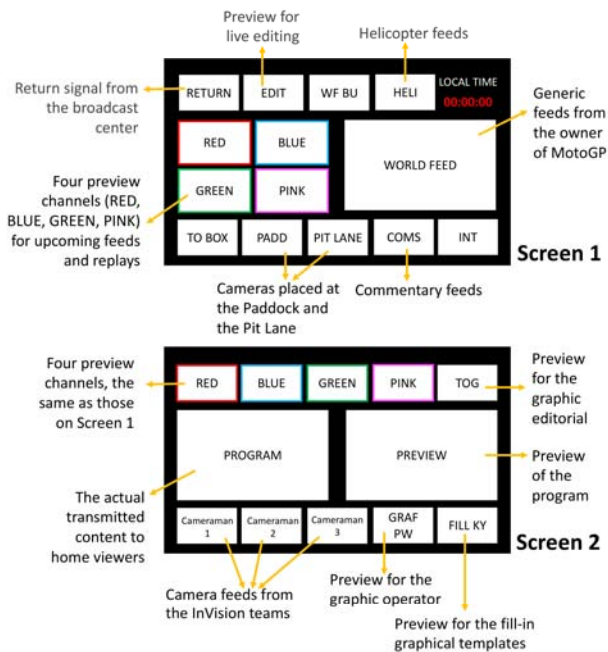 Preview for
live editing
Helicopter feeds
Return signal from
the broadcast
center
RETURN
EDIT
WF BU
HELI
LOCAL TIME
00:00:00
Generic
feeds from
the owner
of MotoGP
RED
BLUE
WORLD FEED
GREEN
PINK
Four preview
channels (RED,
BLUE, GREEN, PINK)
for upcoming feeds
and replays
TO BOX
PADD
PIT LANE
COMS
INT
Screen 1
Cameras placed at
the Paddock and
the Pit Lane
Commentary feeds
Four preview
channels, the
same as those
on Screen 1
RED
BLUE
GREEN
PINK
TOG
Preview
for the
graphic
editorial
PROGRAM
PREVIEW
Preview
of the
program
The actual
transmitted
content to
home viewers
Cameraman
1
Cameraman
2
Cameraman
3
GRAF
PW
FILL KY
Screen 2
Camera feeds from
the InVision teams
Preview for the
graphic operator
Preview for the fill-in
graphical templates